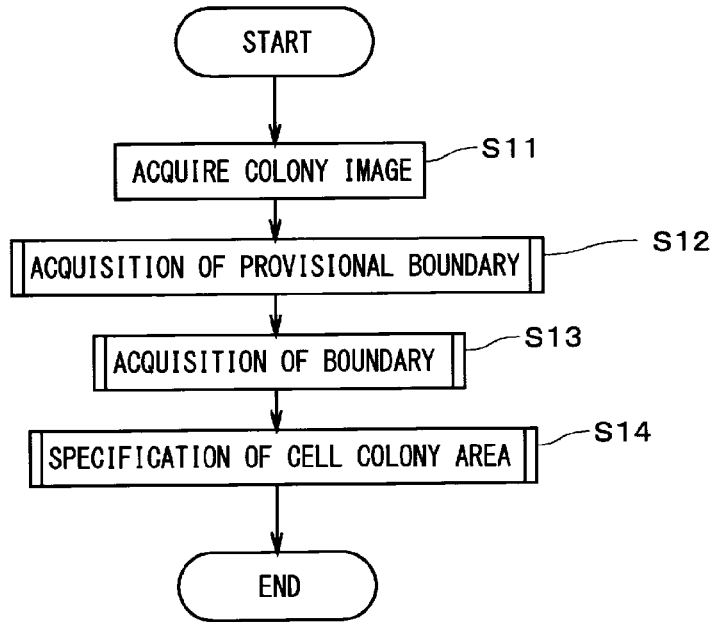 START
ACQUIRE COLONY IMAGE
S11
ACQUISITION OF PROVISIONAL BOUNDARY
S12
ACQUISITION OF BOUNDARY
S13
SPECIFICATION OF CELL COLONY AREA
S14
END